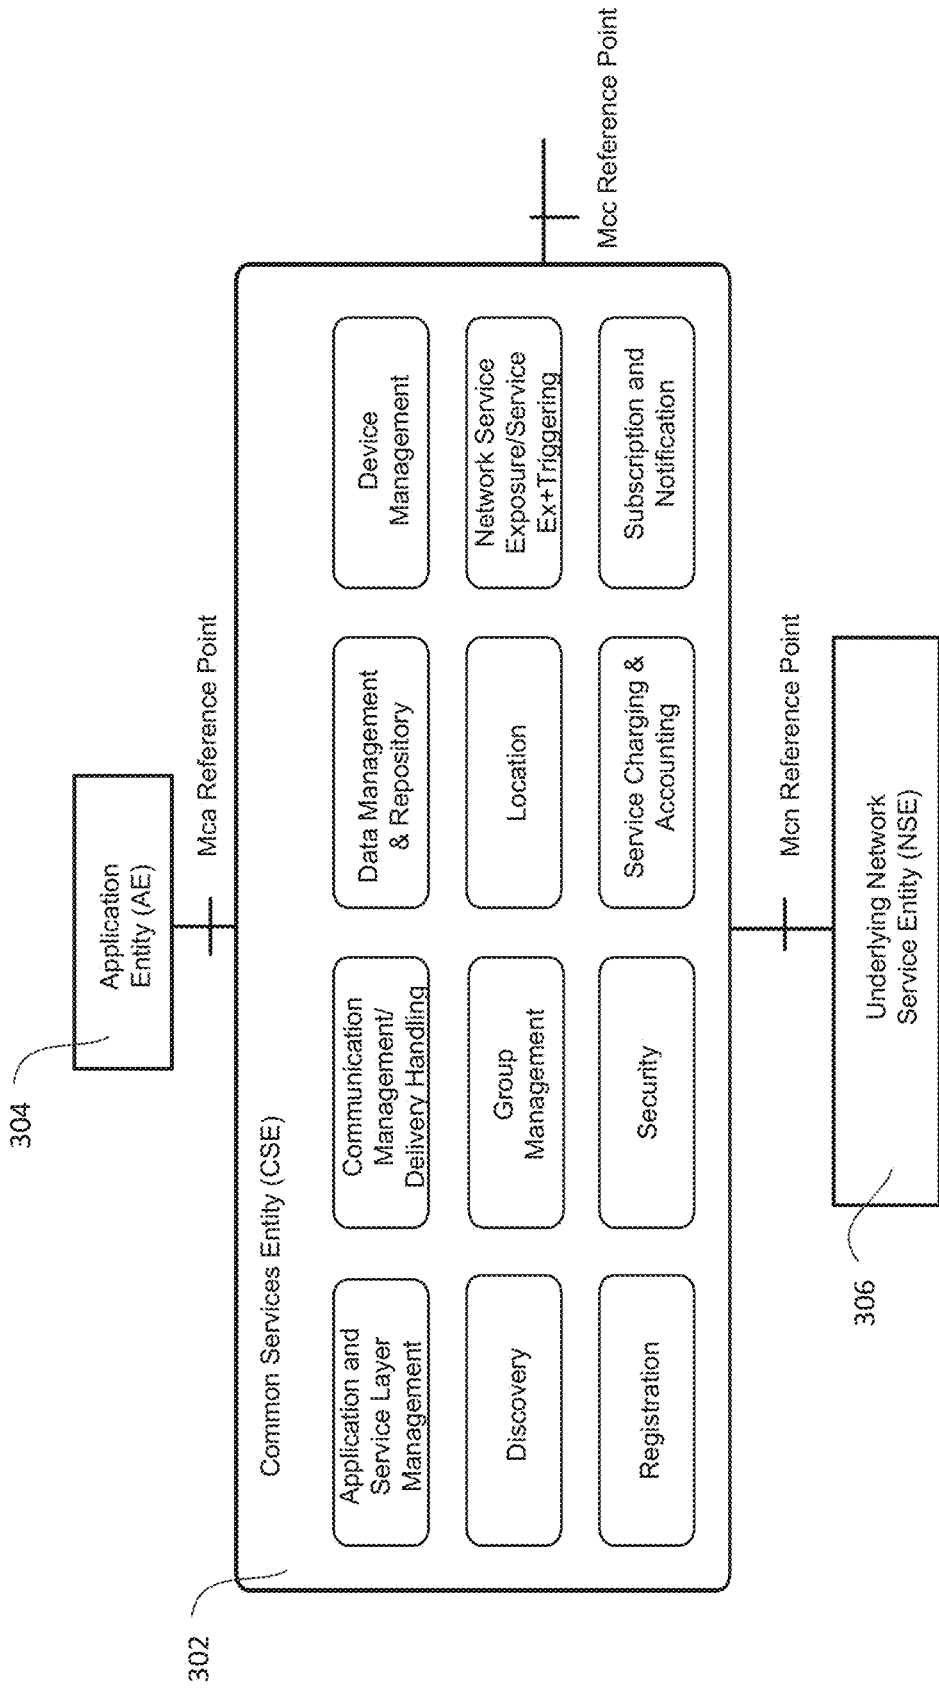 304
Application
Entity (AE)
Mca Reference Point
302
Common Services Entity (CSE)
Application and
Service Layer
Management
Communication
Management/
Delivery Handling
Data Management
& Repository
Device
Management
Discovery
Group
Management
Location
Network Service
Exposure/Service
Ex+Triggering
Registration
Security
Service Charging &
Accounting
Subscription and
Notification
Mcc Reference Point
Mcn Reference Point
306
Underlying Network
Service Entity (NSE)